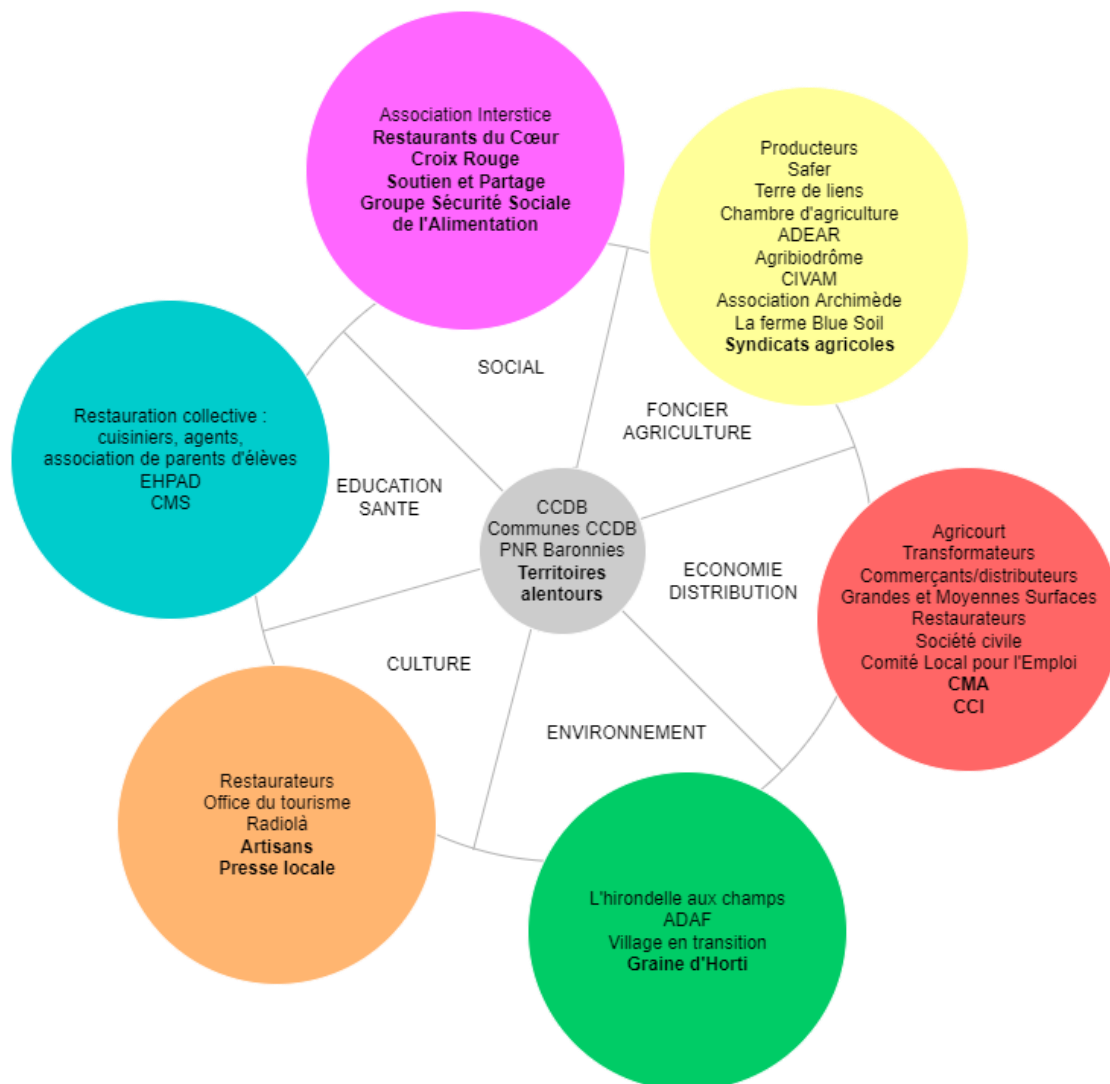 Association Interstice
Restaurants du Cœur
Croix Rouge
Soutien et Partage
Groupe Sécurité Sociale
de l'Alimentation
Producteurs
Safer
Terre de liens
Chambre d'agriculture
ADEAR
Agribiodrôme
CIVAM
Association Archimède
La ferme Blue Soil
Syndicats agricoles
SOCIAL
FONCIER
AGRICULTURE
Restauration collective :
cuisiniers, agents,
association de parents d'élèves
EHPAD
CMS
EDUCATION
SANTE
CCDB
Communes CCDB
PNR Baronnies
Territoires
alentours
ECONOMIE
DISTRIBUTION
Agricourt
Transformateurs
Commerçants/distributeurs
Grandes et Moyennes Surfaces
Restaurateurs
Société civile
Comité Local pour l'Emploi
CMA
CCI
CULTURE
ENVIRONNEMENT
Restaurateurs
Office du tourisme
Radiolà
Artisans
Presse locale
L'hirondelle aux champs
ADAF
Village en transition
Graine d'Horti